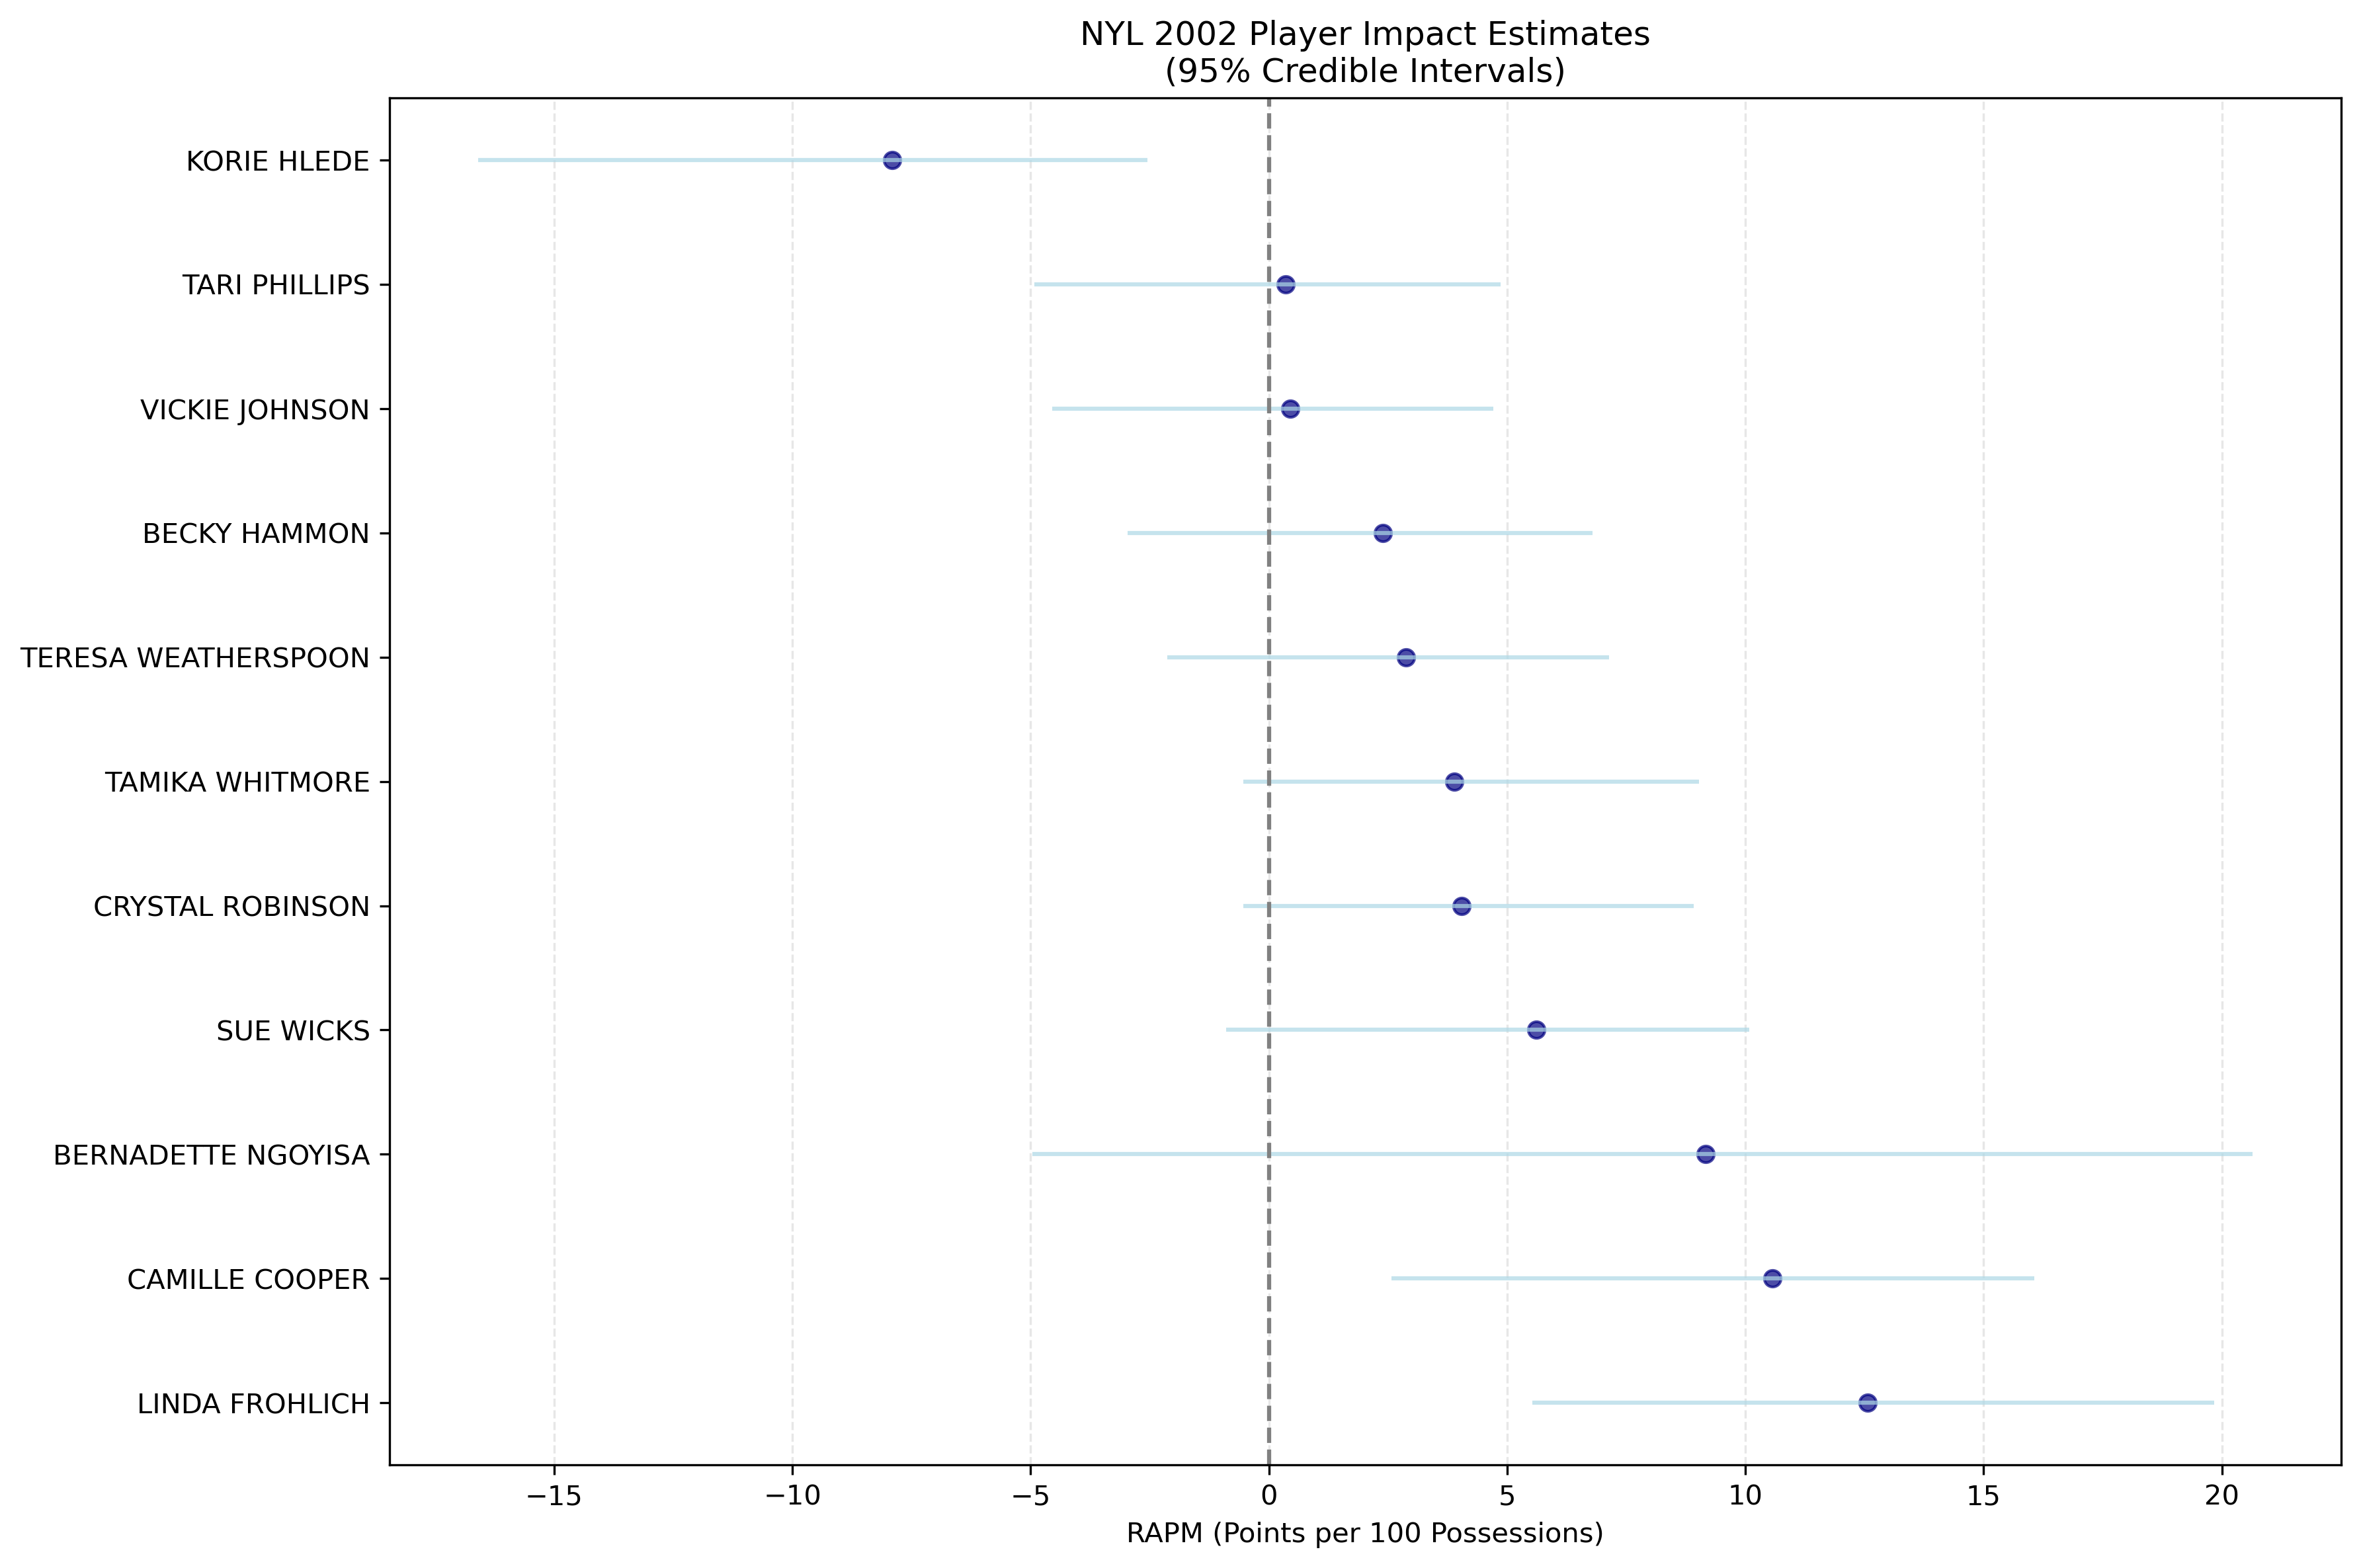 NYL 2002 Player Impact Estimates
(95% Credible Intervals)
KORIE HLEDE
TARI PHILLIPS
VICKIE JOHNSON
BECKY HAMMON
TERESA WEATHERSPOON
TAMIKA WHITMORE
CRYSTAL ROBINSON
SUE WICKS
BERNADETTE NGOYISA
CAMILLE COOPER
LINDA FROHLICH
−15 −10 −5 0 5 10 15 20
RAPM (Points per 100 Possessions)